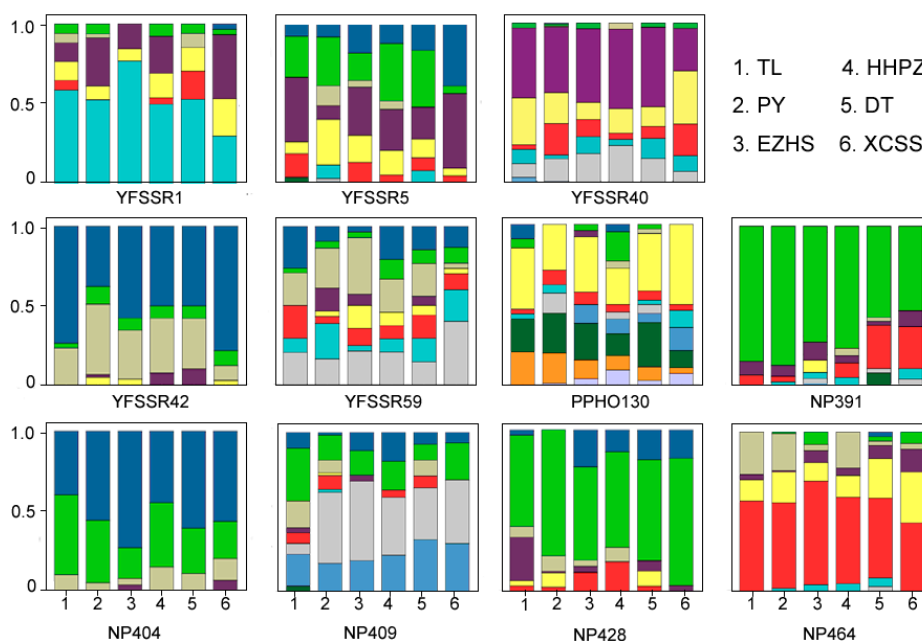 1.0
0.5
0
YFSSR1
YFSSR5
YFSSR40
1. TL
4. HHPZ
2. PY
5. DT
3. EZHS
6. XCSS
1.0
0.5
0
YFSSR42
YFSSR59
PPHO130
NP391
1.0
0.5
0
1 2 3 4 5 6
1 2 3 4 5 6
1 2 3 4 5 6
1 2 3 4 5 6
NP404
NP409
NP428
NP464